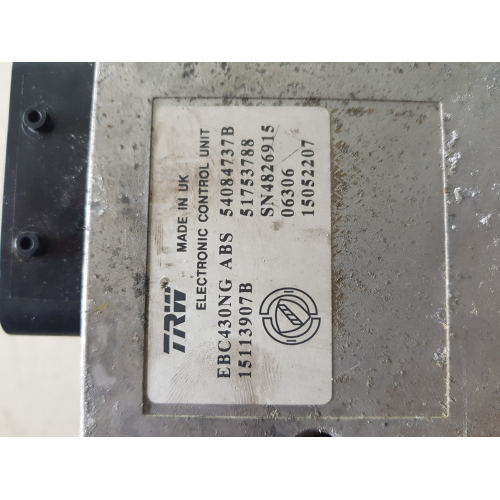 TRW MADE IN UK
ELECTRONIC CONTROL UNIT
EBC430NG ABS 54084737B
15113907B 51753788
SN4826915
06306
15052207